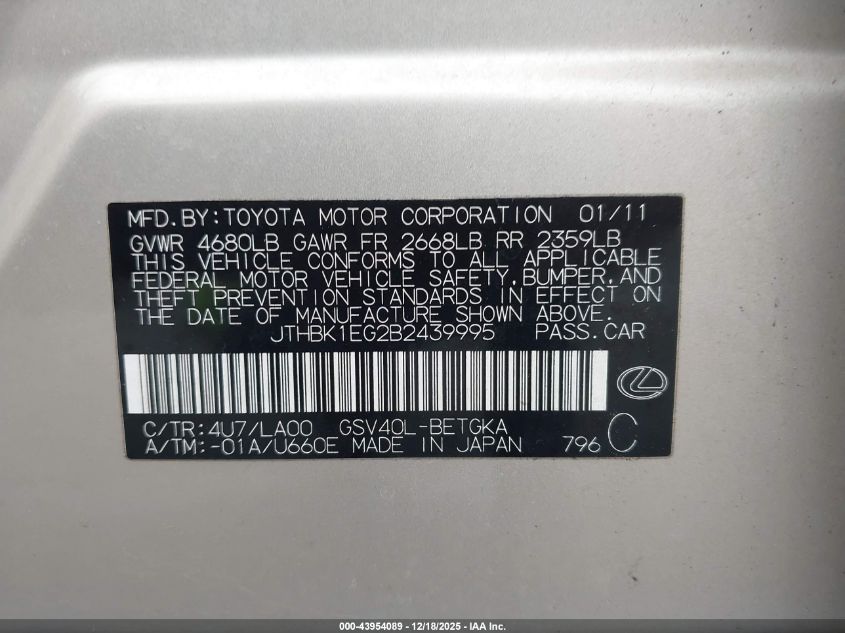 MFD.BY:TOYOTA MOTOR CORPORATION 01/11
GVWR 4680LB GAWR FR 2668LB RR 2359LB
THIS VEHICLE CONFORMS TO ALL APPLICABLE
FEDERAL MOTOR VEHICLE SAFETY,BUMPER,AND
THEFT PREVENTION STANDARDS IN EFFECT ON
THE DATE OF MANUFACTURE SHOWN ABOVE.
JTHBK1EG2B2439995 PASS.CAR
C/TR:4U7/LA00 GSV40L-BETGKA
A/TM:-01A/U660E MADE IN JAPAN 796 C
000-43954089 - 12/18/2025 - IAA Inc.